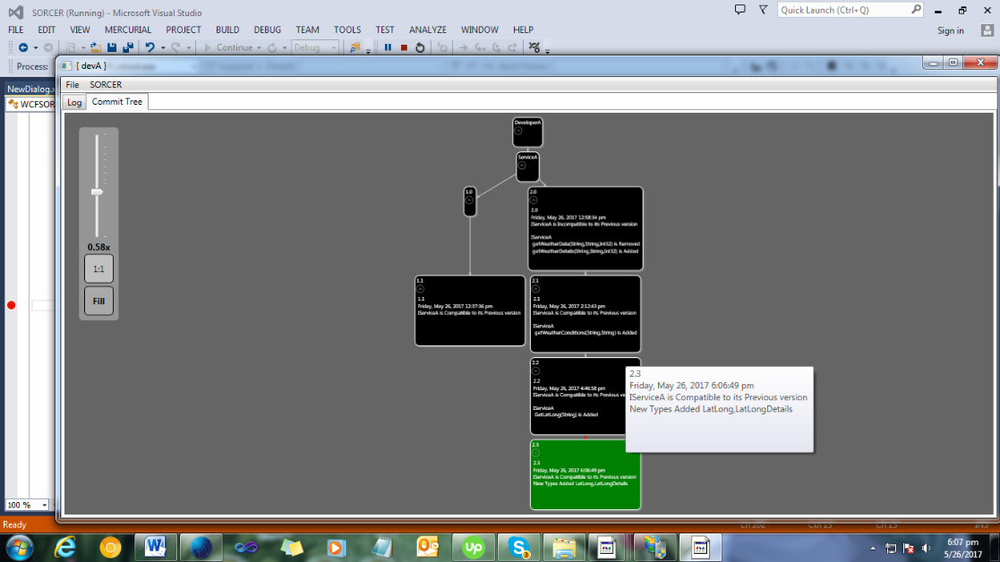 SORCER (Running) - Microsoft Visual Studio
Quick Launch (Ctrl+Q)
FILE EDIT VIEW MERCURIAL PROJECT BUILD DEBUG TEAM TOOLS TEST ANALYZE WINDOW HELP
Sign in
Continue
Debug
Process:
[ devA ]
NewDialog.x
WCFSOR
File SORCER
Log Commit Tree
DeveloperA
ServiceA
0.58x
1:1
Fill
1.0
2.0
2.0
Friday, May 26, 2017 12:58:34 pm
IServiceA is Incompatible to its Previous version
IServiceA
getWeatherData(String,String,Int32) is Removed
getWeatherDetails(String,String,Int32) is Added
1.1
1.1
Friday, May 26, 2017 12:37:36 pm
IServiceA is Compatible to its Previous version
2.1
2.1
Friday, May 26, 2017 2:12:43 pm
IServiceA is Compatible to its Previous version
IServiceA
getWeatherConditions(String,String) is Added
2.2
2.2
Friday, May 26, 2017 4:46:58 pm
IServiceA is Compatible to its Previous
IServiceA
GetLatLong(String) is Added
2.3
Friday, May 26, 2017 6:06:49 pm
IServiceA is Compatible to its Previous version
New Types Added LatLong,LatLongDetails
2.3
2.3
Friday, May 26, 2017 6:06:49 pm
IServiceA is Compatible to its Previous version
New Types Added LatLong,LatLongDetails
100 %
Ready
6:07 pm
5/26/2017